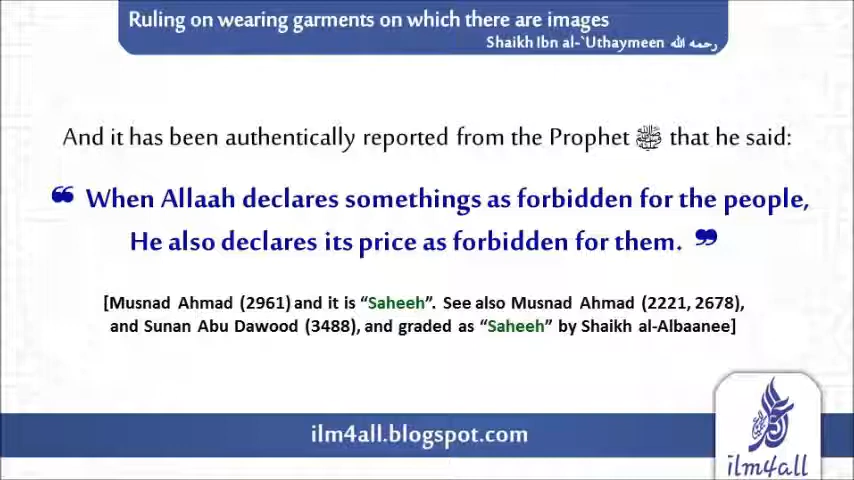 Ruling on wearing garments on which there are images
Shaikh Ibn al-`Uthaymeen رحمه الله
And it has been authentically reported from the Prophet ﷺ that he said:
❝ When Allaah declares somethings as forbidden for the people,
He also declares its price as forbidden for them. ❞
[Musnad Ahmad (2961) and it is “Saheeh”. See also Musnad Ahmad (2221, 2678),
and Sunan Abu Dawood (3488), and graded as “Saheeh” by Shaikh al-Albaanee]
ilm4all.blogspot.com
ilm4all